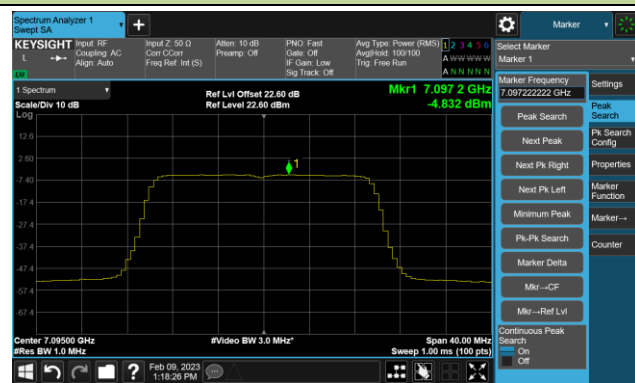 Spectrum Analyzer 1
Swept SA
Marker
KEYSIGHT
L
Input: RF
Coupling: AC
Align: Auto
Input Z: 50 Ω
Corr CCorr
Freq Ref: Int (S)
Atten: 10 dB
Preamp: Off
PNO: Fast
Gate: Off
IF Gain: Low
Sig Track: Off
Avg Type: Power (RMS)
Avg|Hold: 100/100
Trig: Free Run
1 2 3 4 5 6
A W W W W W
A N N N N N
Select Marker
Marker 1
1 Spectrum
Scale/Div 10 dB
Log
Ref Lvl Offset 22.60 dB
Ref Level 22.60 dBm
Mkr1 7.097 2 GHz
-4.832 dBm
12.6
2.60
-7.40
-17.4
-27.4
-37.4
-47.4
-57.4
-67.4
1
Center 7.09500 GHz
#Res BW 1.0 MHz
#Video BW 3.0 MHz*
Span 40.00 MHz
Sweep 1.00 ms (100 pts)
Marker Frequency
7.097222222 GHz
Peak Search
Next Peak
Next Pk Right
Next Pk Left
Minimum Peak
Pk-Pk Search
Marker Delta
Mkr→CF
Mkr→Ref Lvl
Continuous Peak
Search
On
Off
Settings
Peak
Search
Pk Search
Config
Properties
Marker
Function
Marker→
Counter
Feb 09, 2023
1:18:26 PM